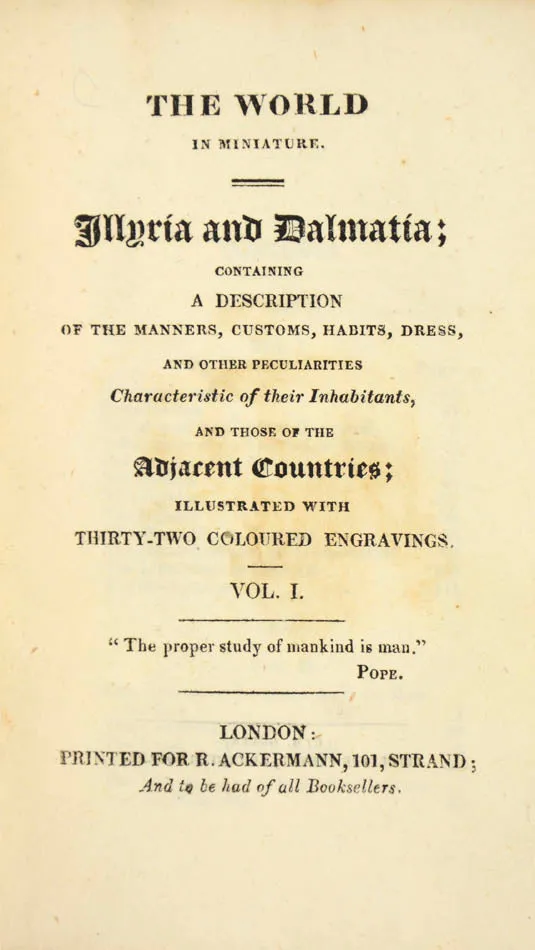 THE WORLD
IN MINIATURE.
Illyria and Dalmatia;
CONTAINING
A DESCRIPTION
OF THE MANNERS, CUSTOMS, HABITS, DRESS,
AND OTHER PECULIARITIES
Characteristic of their Inhabitants,
AND THOSE OF THE
Adjacent Countries;
ILLUSTRATED WITH
THIRTY-TWO COLOURED ENGRAVINGS.
VOL. I.
“ The proper study of mankind is man.”
POPE.
LONDON:
PRINTED FOR R. ACKERMANN, 101, STRAND;
And to be had of all Booksellers.